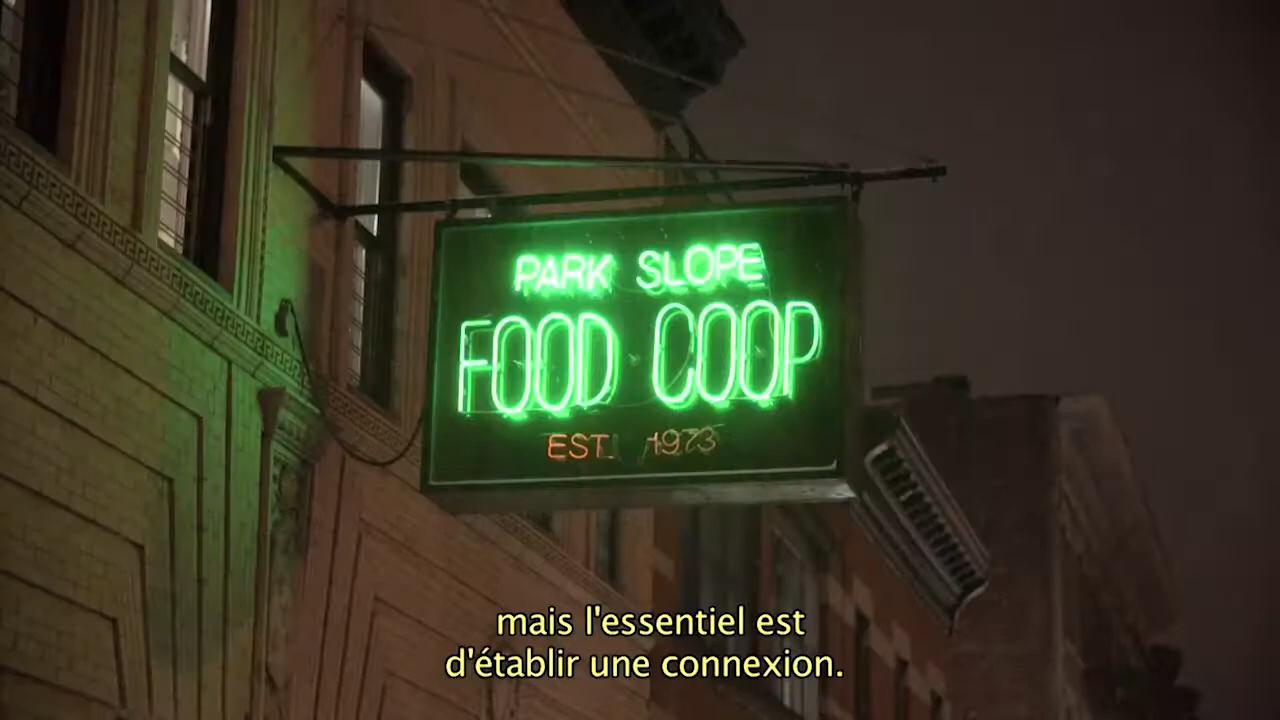 PARK SLOPE
FOOD COOP
EST. 1973
mais l'essentiel est
d'établir une connexion.